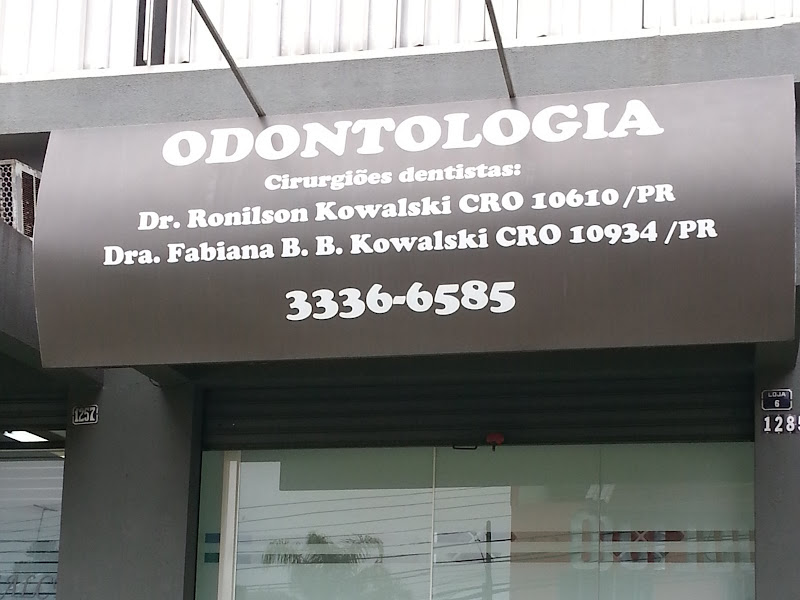 ODONTOLOGIA
Cirurgiões dentistas:
Dr. Ronilson Kowalski CRO 10610 /PR
Dra. Fabiana B. B. Kowalski CRO 10934 /PR
3336-6585
1257
LOJA
6
1285